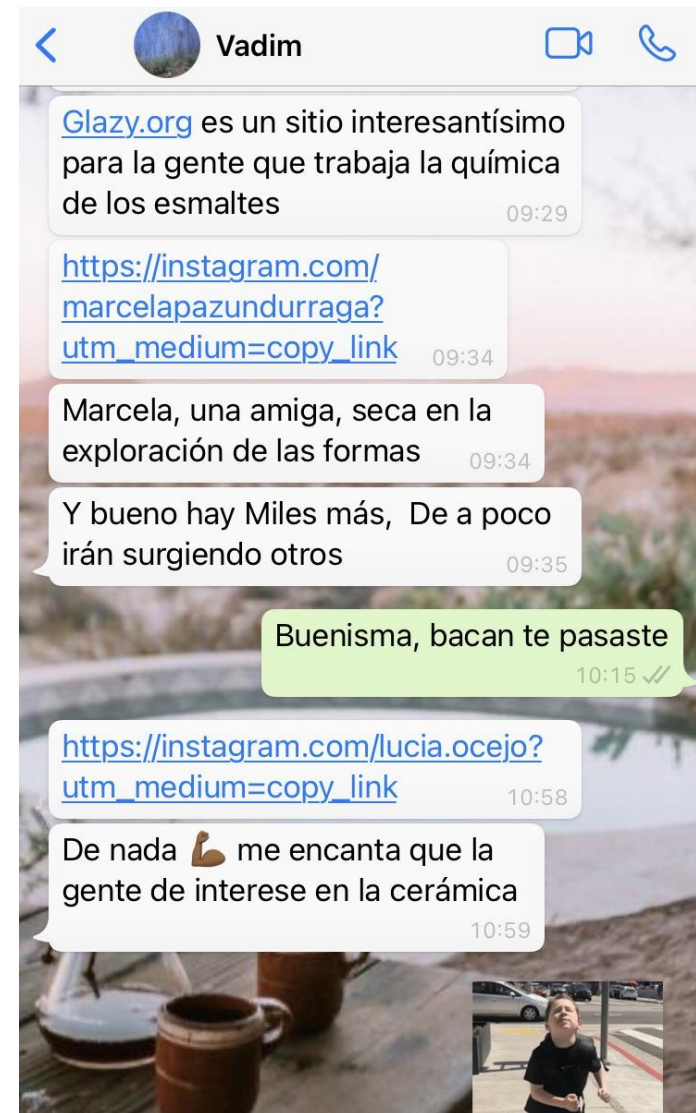 Vadim
Glazy.org es un sitio interesantísimo
para la gente que trabaja la química
de los esmaltes
09:29
https://instagram.com/
marcelapazundurraga?
utm_medium=copy_link
09:34
Marcela, una amiga, seca en la
exploración de las formas
09:34
Y bueno hay Miles más,  De a poco
irán surgiendo otros
09:35
Buenisma, bacan te pasaste
10:15
https://instagram.com/lucia.ocejo?
utm_medium=copy_link
10:58
De nada 💪🏾 me encanta que la
gente de interese en la cerámica
10:59